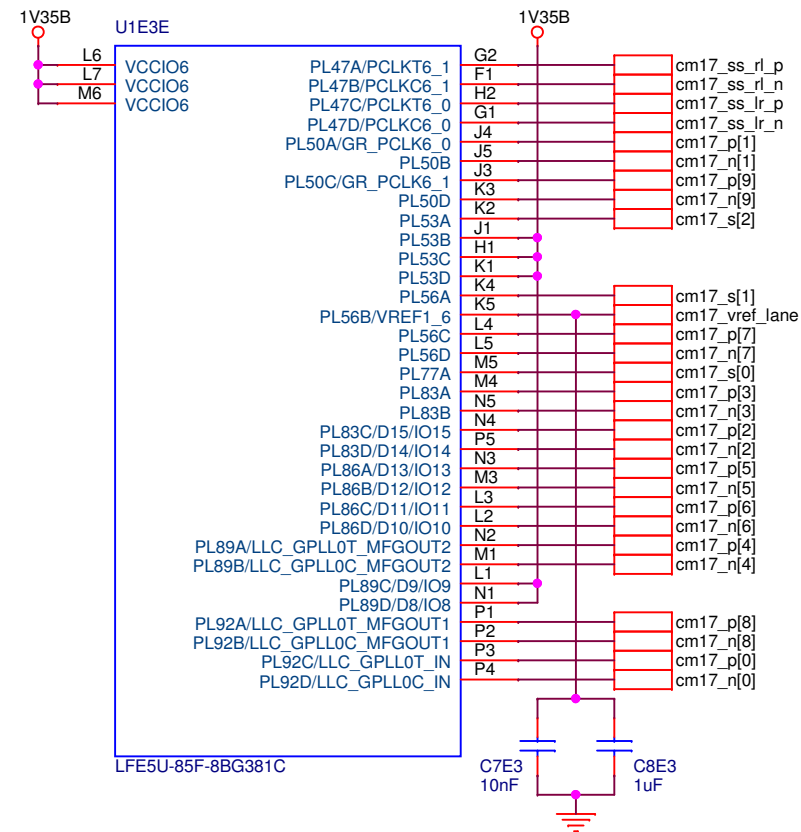 1V35B
1V35B
U1E3E
L6 VCCIO6 PL47A/PCLKT6_1 G2 cm17_ss_rl_p
L7 VCCIO6 PL47B/PCLKC6_1 F1 cm17_ss_rl_n
M6 VCCIO6 PL47C/PCLKT6_0 H2 cm17_ss_lr_p
PL47D/PCLKC6_0 G1 cm17_ss_lr_n
PL50A/GR_PCLK6_0 J4 cm17_p[1]
PL50B J5 cm17_n[1]
PL50C/GR_PCLK6_1 J3 cm17_p[9]
PL50D K3 cm17_n[9]
PL53A K2 cm17_s[2]
PL53B J1
PL53C H1
PL53D K1
PL56A K4 cm17_s[1]
PL56B/VREF1_6 K5 cm17_vref_lane
PL56C L4 cm17_p[7]
PL56D L5 cm17_n[7]
PL77A M5 cm17_s[0]
PL83A M4 cm17_p[3]
PL83B N5 cm17_n[3]
PL83C/D15/IO15 N4 cm17_p[2]
PL83D/D14/IO14 P5 cm17_n[2]
PL86A/D13/IO13 N3 cm17_p[5]
PL86B/D12/IO12 M3 cm17_n[5]
PL86C/D11/IO11 L3 cm17_p[6]
PL86D/D10/IO10 L2 cm17_n[6]
PL89A/LLC_GPLL0T_MFGOUT2 N2 cm17_p[4]
PL89B/LLC_GPLL0C_MFGOUT2 M1 cm17_n[4]
PL89C/D9/IO9 L1
PL89D/D8/IO8 N1
PL92A/LLC_GPLL0T_MFGOUT1 P1 cm17_p[8]
PL92B/LLC_GPLL0C_MFGOUT1 P2 cm17_n[8]
PL92C/LLC_GPLL0T_IN P3 cm17_p[0]
PL92D/LLC_GPLL0C_IN P4 cm17_n[0]
LFE5U-85F-8BG381C
C7E3
10nF
C8E3
1uF